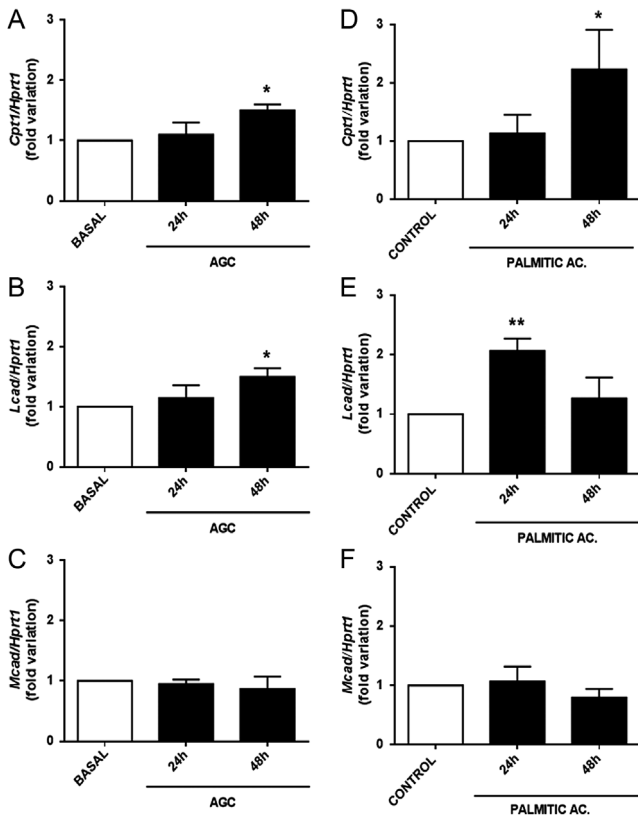 A
Cpt1/Hprt1
(fold variation)
3
2
1
0
*
BASAL
24h
48h
AGC
D
Cpt1/Hprt1
(fold variation)
3
2
1
0
*
CONTROL
24h
48h
PALMITIC AC.
B
Lcad/Hprt1
(fold variation)
3
2
1
0
*
BASAL
24h
48h
AGC
E
Lcad/Hprt1
(fold variation)
3
2
1
0
**
CONTROL
24h
48h
PALMITIC AC.
C
Mcad/Hprt1
(fold variation)
3
2
1
0
BASAL
24h
48h
AGC
F
Mcad/Hprt1
(fold variation)
3
2
1
0
CONTROL
24h
48h
PALMITIC AC.